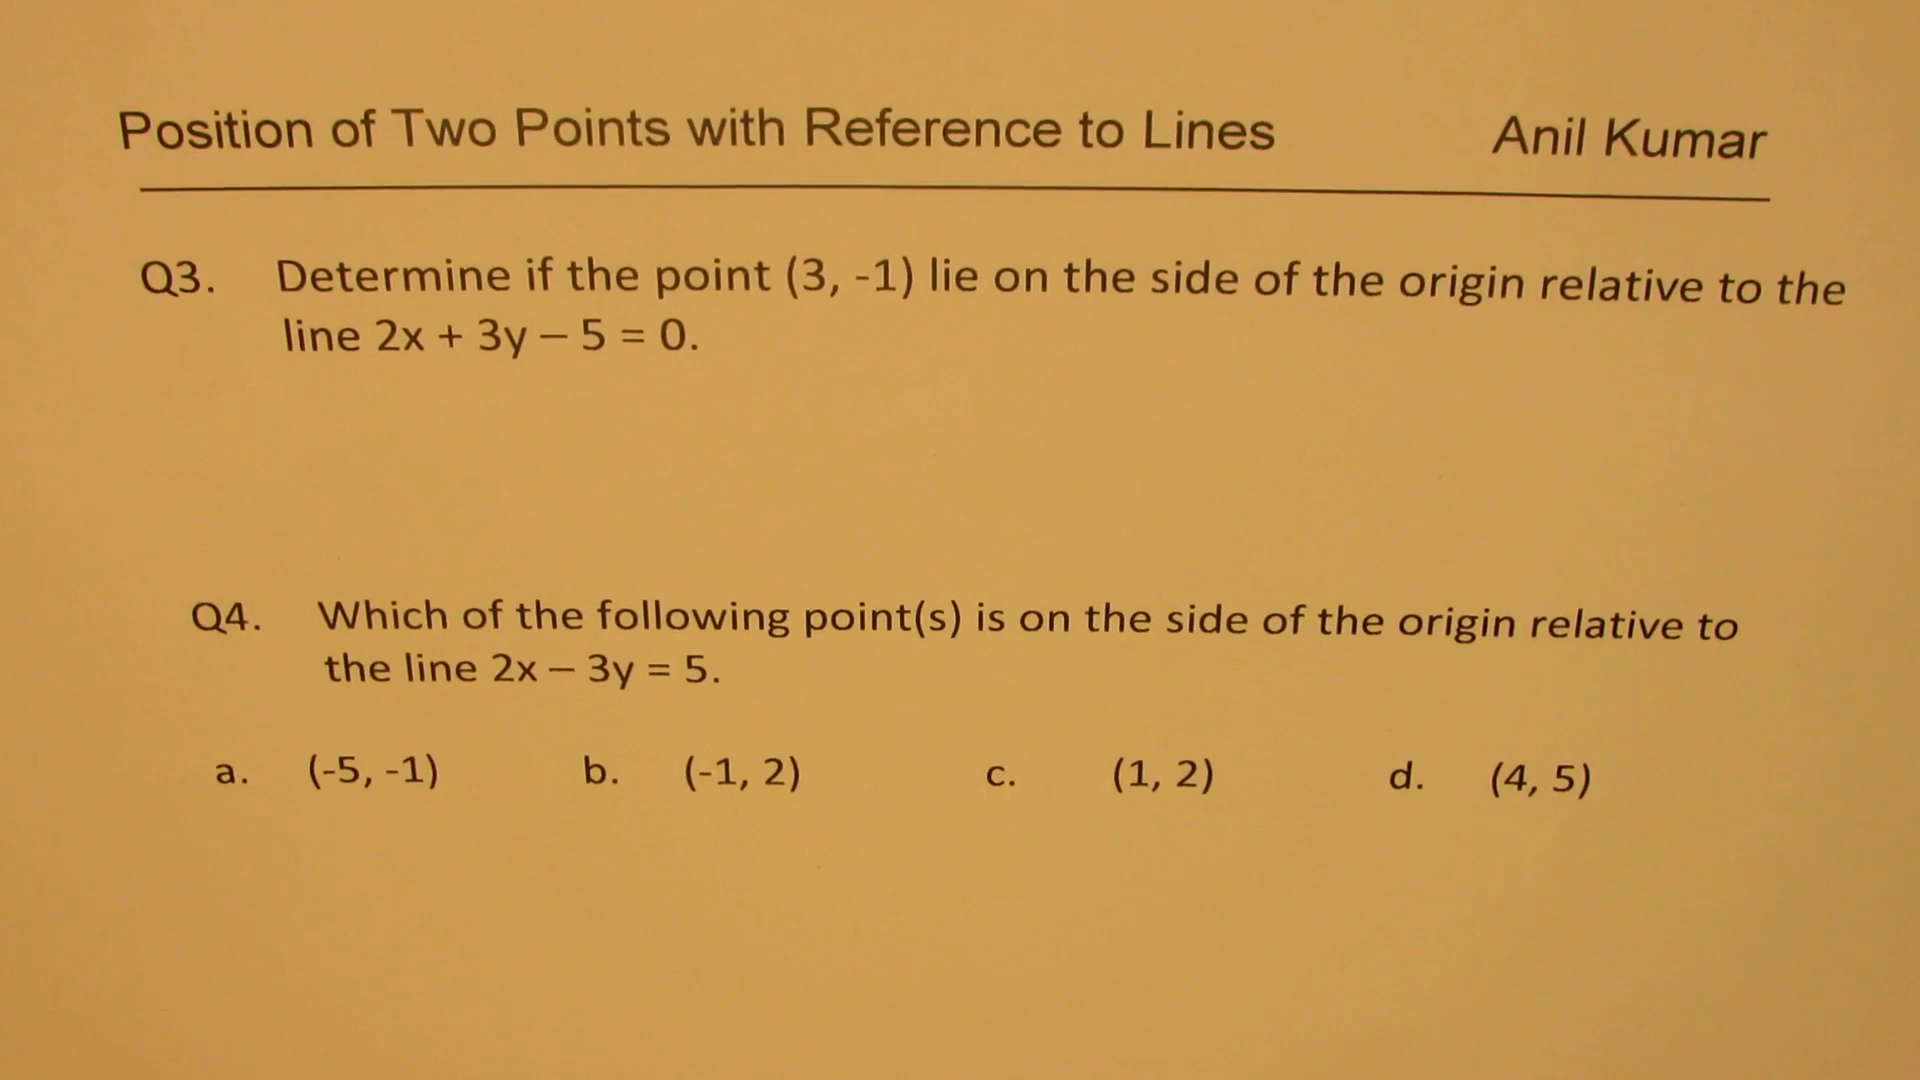 Position of Two Points with Reference to Lines Anil Kumar
Q3. Determine if the point (3, -1) lie on the side of the origin relative to the
line 2x + 3y – 5 = 0.
Q4. Which of the following point(s) is on the side of the origin relative to
the line 2x – 3y = 5.
a. (-5, -1) b. (-1, 2) c. (1, 2) d. (4, 5)